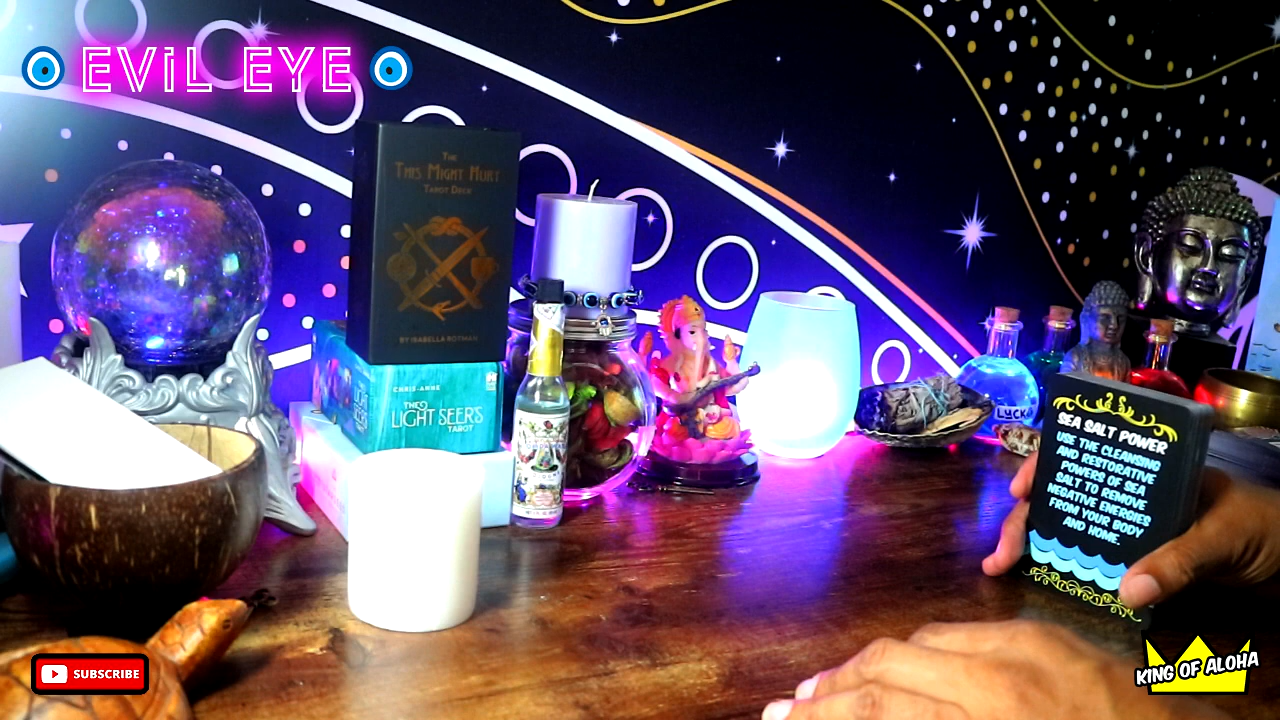 EViL EYE
THE
THIS MIGHT HURT
TAROT DECK
BY ISABELLA ROTMAN
CHRIS-ANNE
THE
LIGHT SEER'S
TAROT
LUCK
SEA SALT POWER
USE THE CLEANSING
AND RESTORATIVE
POWERS OF SEA
SALT TO REMOVE
NEGATIVE ENERGIES
FROM YOUR BODY
AND HOME.
SUBSCRIBE
KING OF ALOHA